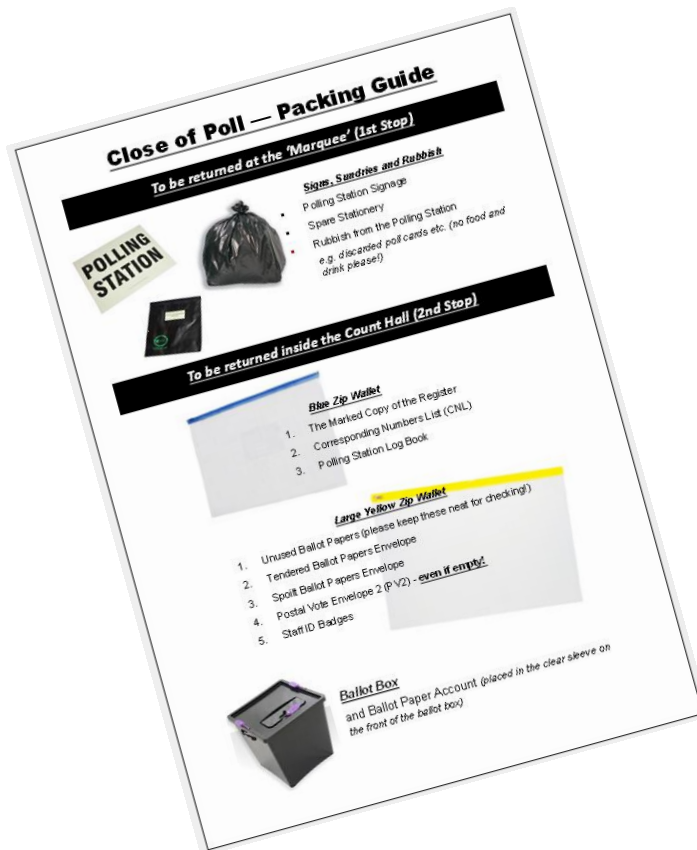 Close of Poll — Packing Guide
To be returned at the ‘Marquee’ (1st Stop)
Signs, Sundries and Rubbish
Polling Station Signage
Spare Stationery
Rubbish from the Polling Station
e.g. discarded poll cards etc. (no food and
drink please!)
POLLING
STATION
To be returned inside the Count Hall (2nd Stop)
Blue Zip Wallet
1. The Marked Copy of the Register
2. Corresponding Numbers List (CNL)
3. Polling Station Log Book
Large Yellow Zip Wallet
1. Unused Ballot Papers (please keep these neat for checking!)
2. Tendered Ballot Papers Envelope
3. Spoilt Ballot Papers Envelope
4. Postal Vote Envelope 2 (PV2) - even if empty!
5. Staff ID Badges
Ballot Box
and Ballot Paper Account (placed in the clear sleeve on
the front of the ballot box)